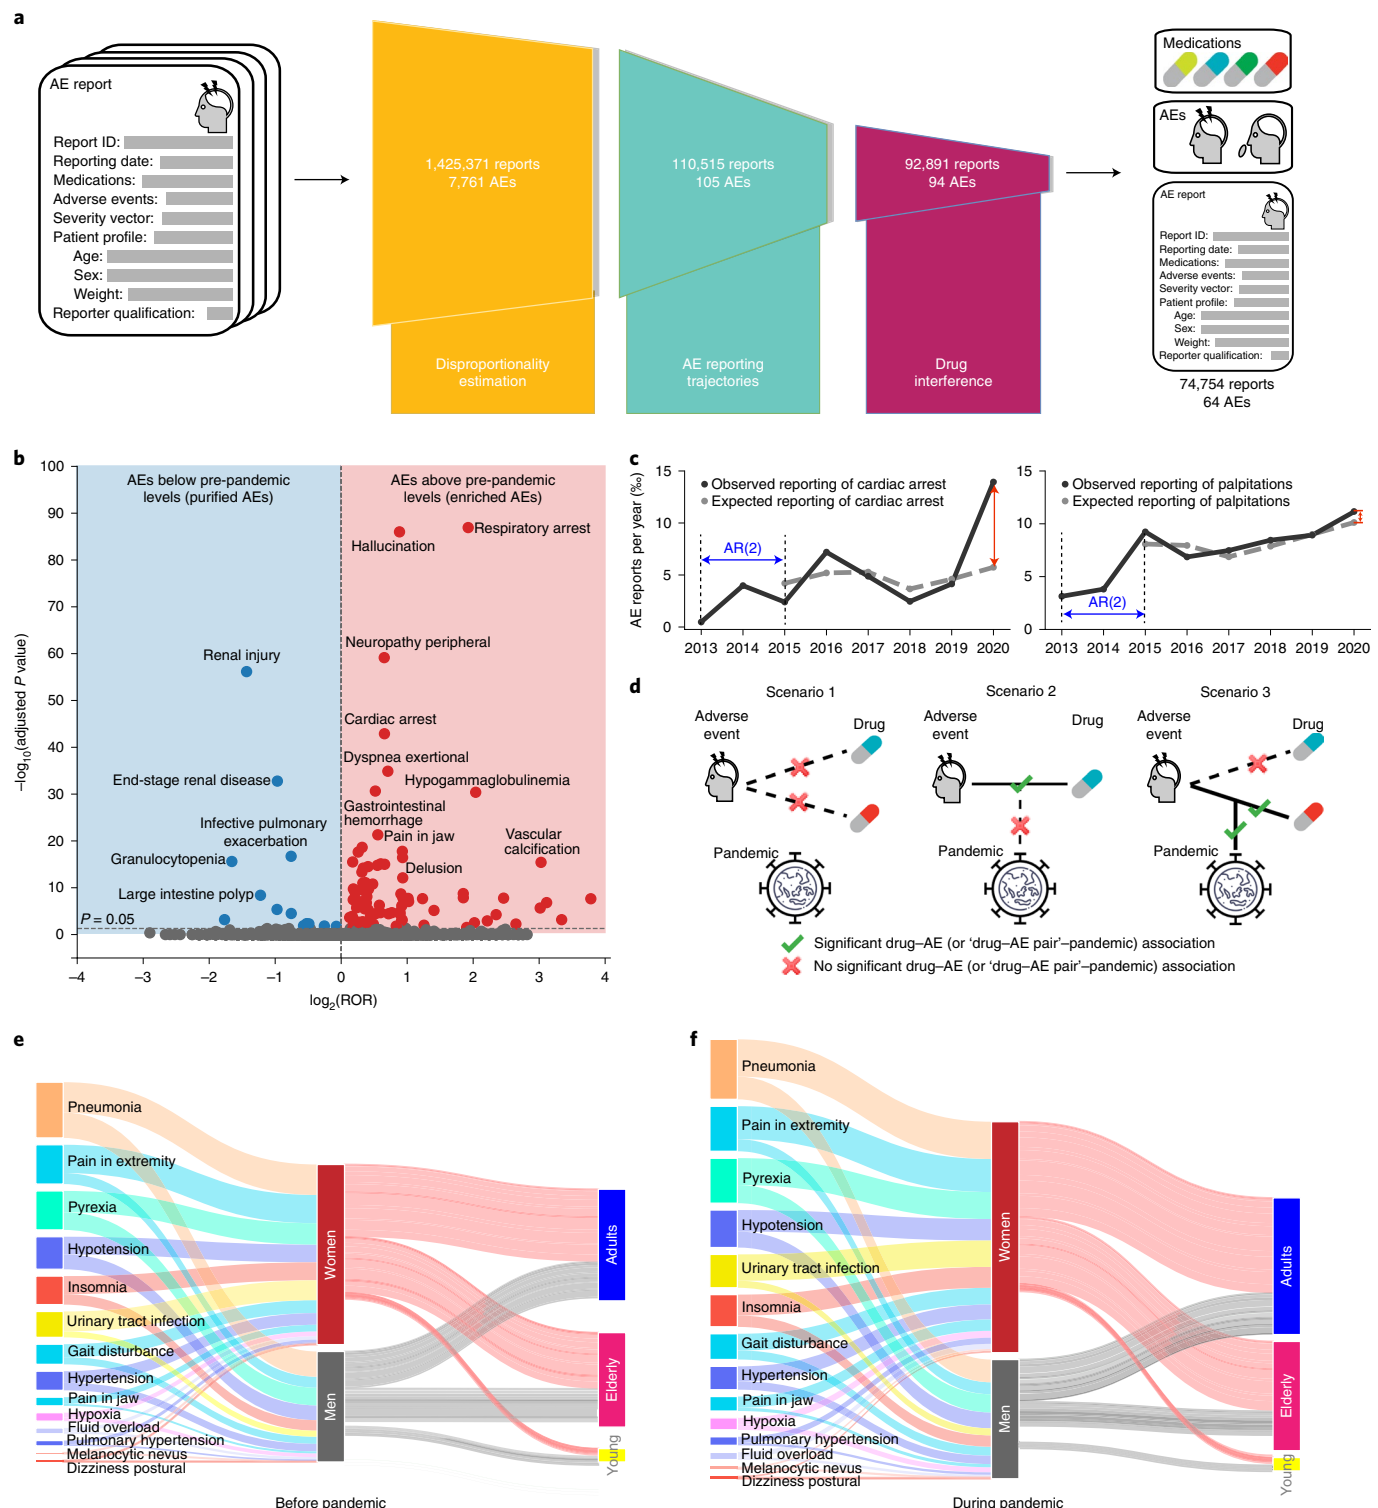 a
AE report
Report ID:
Reporting date:
Medications:
Adverse events:
Severity vector:
Patient profile:
Age:
Sex:
Weight:
Reporter qualification:
1,425,371 reports
7,761 AEs
Disproportionality
estimation
110,515 reports
105 AEs
AE reporting
trajectories
92,891 reports
94 AEs
Drug
interference
Medications
AEs
AE report
Report ID:
Reporting date:
Medications:
Adverse events:
Severity vector:
Patient profile:
Age:
Sex:
Weight:
Reporter qualification:
74,754 reports
64 AEs
b
–log10(adjusted P value)
100
90
80
70
60
50
40
30
20
10
0
AEs below pre-pandemic
levels (purified AEs)
AEs above pre-pandemic
levels (enriched AEs)
Respiratory arrest
Hallucination
Neuropathy peripheral
Renal injury
Cardiac arrest
Dyspnea exertional
End-stage renal disease
Hypogammaglobulinemia
Gastrointestinal
hemorrhage
Infective pulmonary
exacerbation
Pain in jaw
Vascular
calcification
Granulocytopenia
Delusion
Large intestine polyp
P = 0.05
–4
–3
–2
–1
0
1
2
3
4
log2(ROR)
c
AE reports per year (‰)
15
10
5
0
Observed reporting of cardiac arrest
Expected reporting of cardiac arrest
AR(2)
2013 2014 2015 2016 2017 2018 2019 2020
15
10
5
0
Observed reporting of palpitations
Expected reporting of palpitations
AR(2)
2013 2014 2015 2016 2017 2018 2019 2020
d
Scenario 1
Adverse
event
Drug
Pandemic
Scenario 2
Adverse
event
Drug
Pandemic
Scenario 3
Adverse
event
Drug
Pandemic
Significant drug–AE (or 'drug–AE pair'–pandemic) association
No significant drug–AE (or 'drug–AE pair'–pandemic) association
e
Pneumonia
Pain in extremity
Pyrexia
Hypotension
Insomnia
Urinary tract infection
Gait disturbance
Hypertension
Pain in jaw
Hypoxia
Fluid overload
Pulmonary hypertension
Melanocytic nevus
Dizziness postural
Women
Men
Adults
Elderly
Young
Before pandemic
f
Pneumonia
Pain in extremity
Pyrexia
Hypotension
Urinary tract infection
Insomnia
Gait disturbance
Hypertension
Pain in jaw
Hypoxia
Pulmonary hypertension
Fluid overload
Melanocytic nevus
Dizziness postural
Women
Men
Adults
Elderly
Young
During pandemic